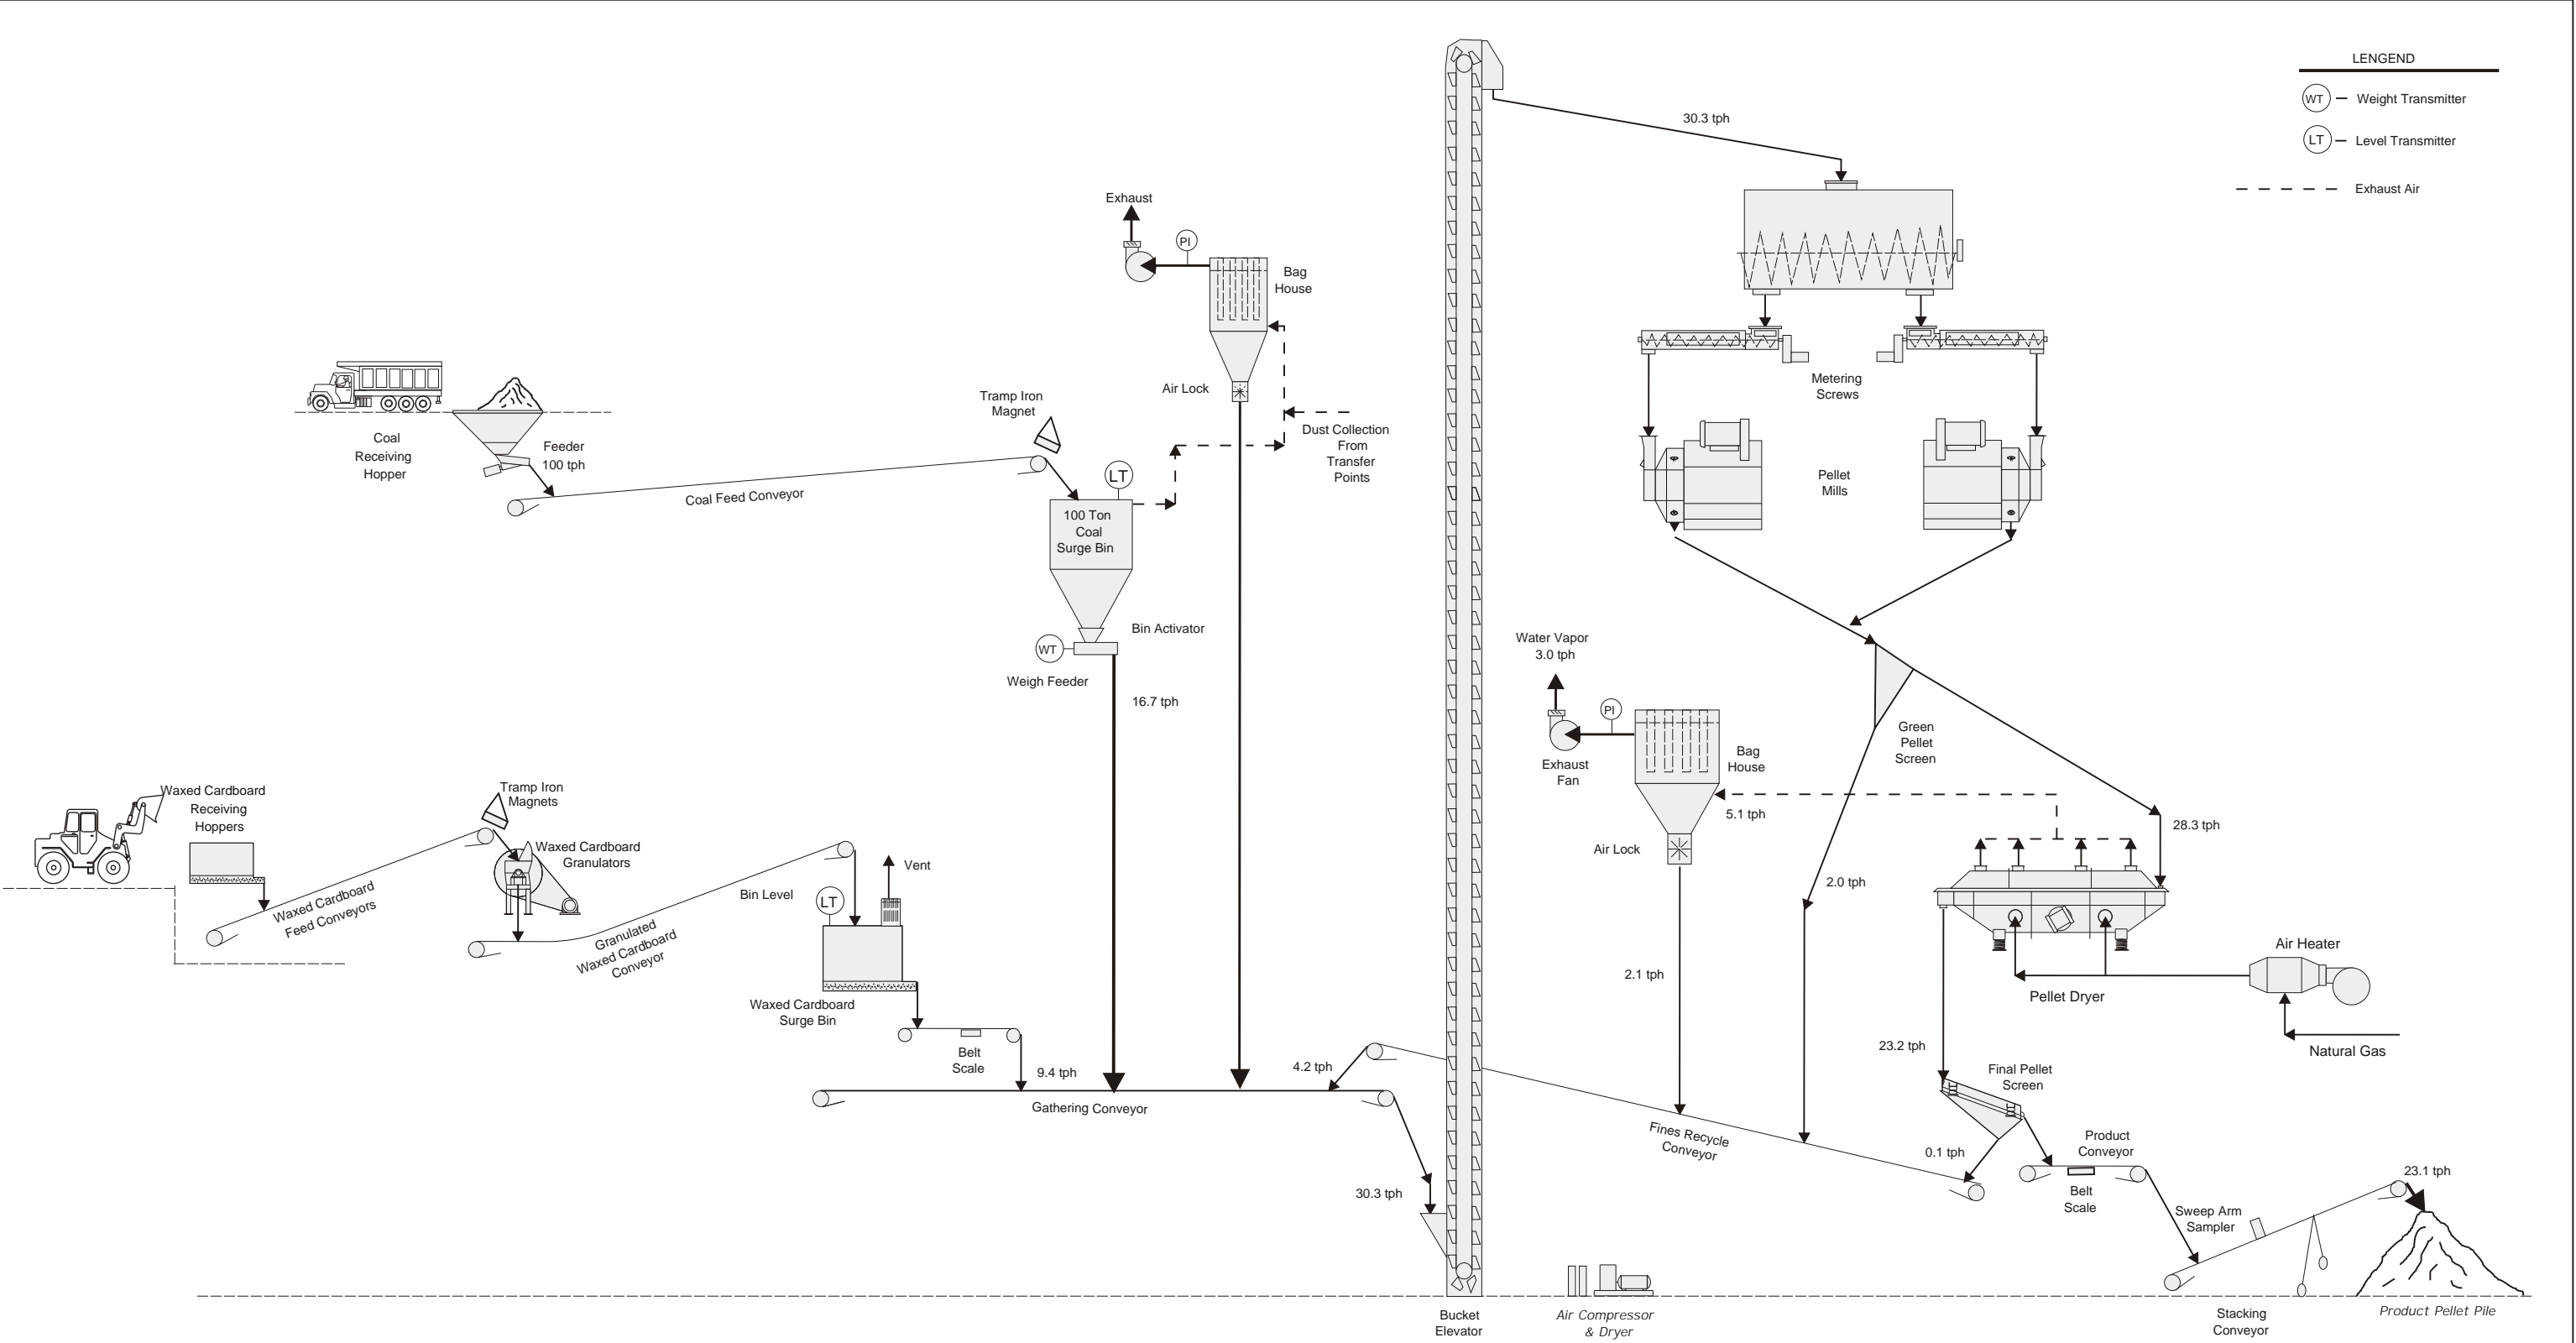 LENGEND
WT
Weight Transmitter
LT
Level Transmitter
Exhaust Air
30.3 tph
Exhaust
PI
Bag
House
Air Lock
Dust Collection
From
Transfer
Points
Metering
Screws
Pellet
Mills
Coal
Receiving
Hopper
Feeder
100 tph
Coal Feed Conveyor
Tramp Iron
Magnet
LT
100 Ton
Coal
Surge Bin
Bin Activator
WT
Weigh Feeder
16.7 tph
Water Vapor
3.0 tph
PI
Exhaust
Fan
Bag
House
5.1 tph
Air Lock
Green
Pellet
Screen
28.3 tph
2.0 tph
2.1 tph
Waxed Cardboard
Receiving
Hoppers
Waxed Cardboard
Feed Conveyors
Tramp Iron
Magnets
Waxed Cardboard
Granulators
Granulated
Waxed Cardboard
Conveyor
Bin Level
LT
Vent
Waxed Cardboard
Surge Bin
Belt
Scale
9.4 tph
Gathering Conveyor
4.2 tph
30.3 tph
Air Heater
Pellet Dryer
Natural Gas
23.2 tph
Final Pellet
Screen
Fines Recycle
Conveyor
0.1 tph
Product
Conveyor
Belt
Scale
Sweep Arm
Sampler
23.1 tph
Bucket
Elevator
Air Compressor
& Dryer
Stacking
Conveyor
Product Pellet Pile